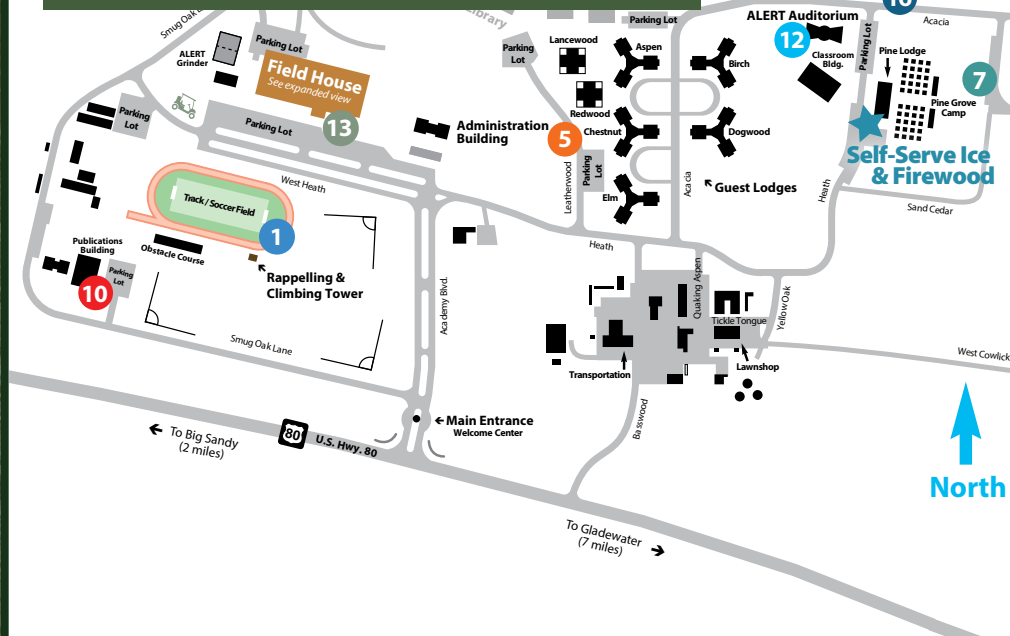 Smug Oak L
Library
Parking Lot
ALERT Auditorium
16
Acacia
12
Parking Lot
Classroom
Bldg.
Pine Lodge
7
Pine Grove
Camp
ALERT
Grinder
Parking Lot
Field House
See expanded view
13
Parking
Lot
Parking Lot
Parking
Lot
Lancewood
Redwood
Aspen
Birch
Chestnut
Dogwood
Administration
Building
5
Parking
Lot
Leatherwood
Elm
Acacia
Guest Lodges
Self-Serve Ice
& Firewood
Heath
Sand Cedar
West Heath
Track / Soccer Field
1
Obstacle Course
Rappelling &
Climbing Tower
Publications
Building
10
Parking
Lot
Smug Oak Lane
Academy Blvd.
Heath
Quaking Aspen
Tickle Tongue
Yellow Oak
West Cowlick
Transportation
Lawnshop
Basswood
Main Entrance
Welcome Center
To Big Sandy
(2 miles)
80
U.S. Hwy. 80
To Gladewater
(7 miles)
North